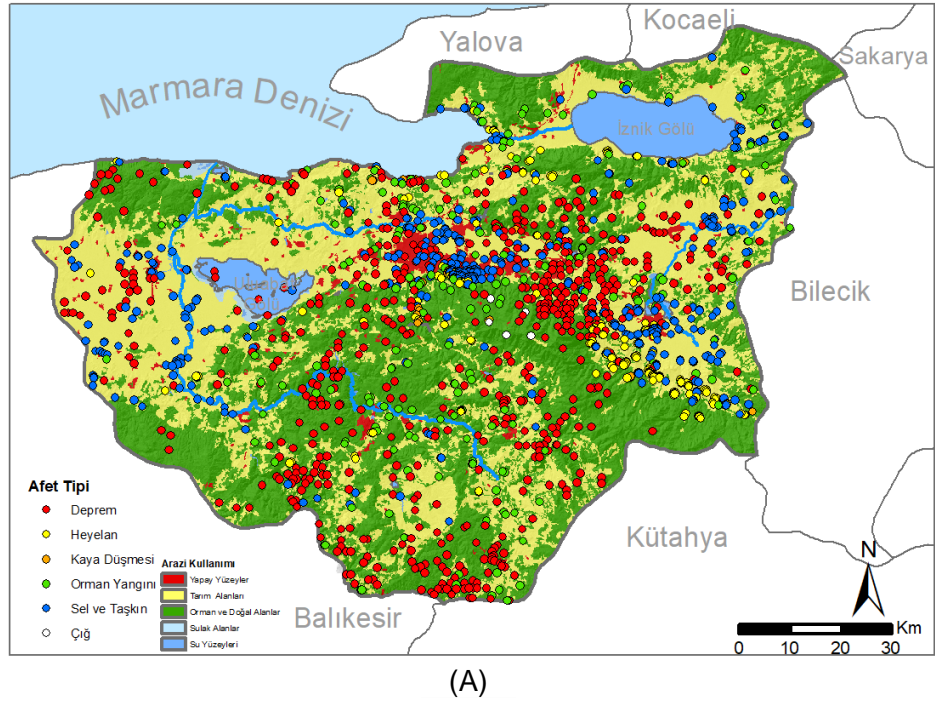 Kocaeli
Yalova
Sakarya
Marmara Denizi
İznik Gölü
Bilecik
Afet Tipi
Deprem
Heyelan
Kaya Düşmesi
Orman Yangını
Sel ve Taşkın
Çığ
Arazi Kullanımı
Yapay Yüzeyler
Tarım Alanları
Orman ve Doğal Alanlar
Sulak Alanlar
Su Yüzeyleri
Kütahya
Balıkesir
N
Km
0 10 20 30
(A)